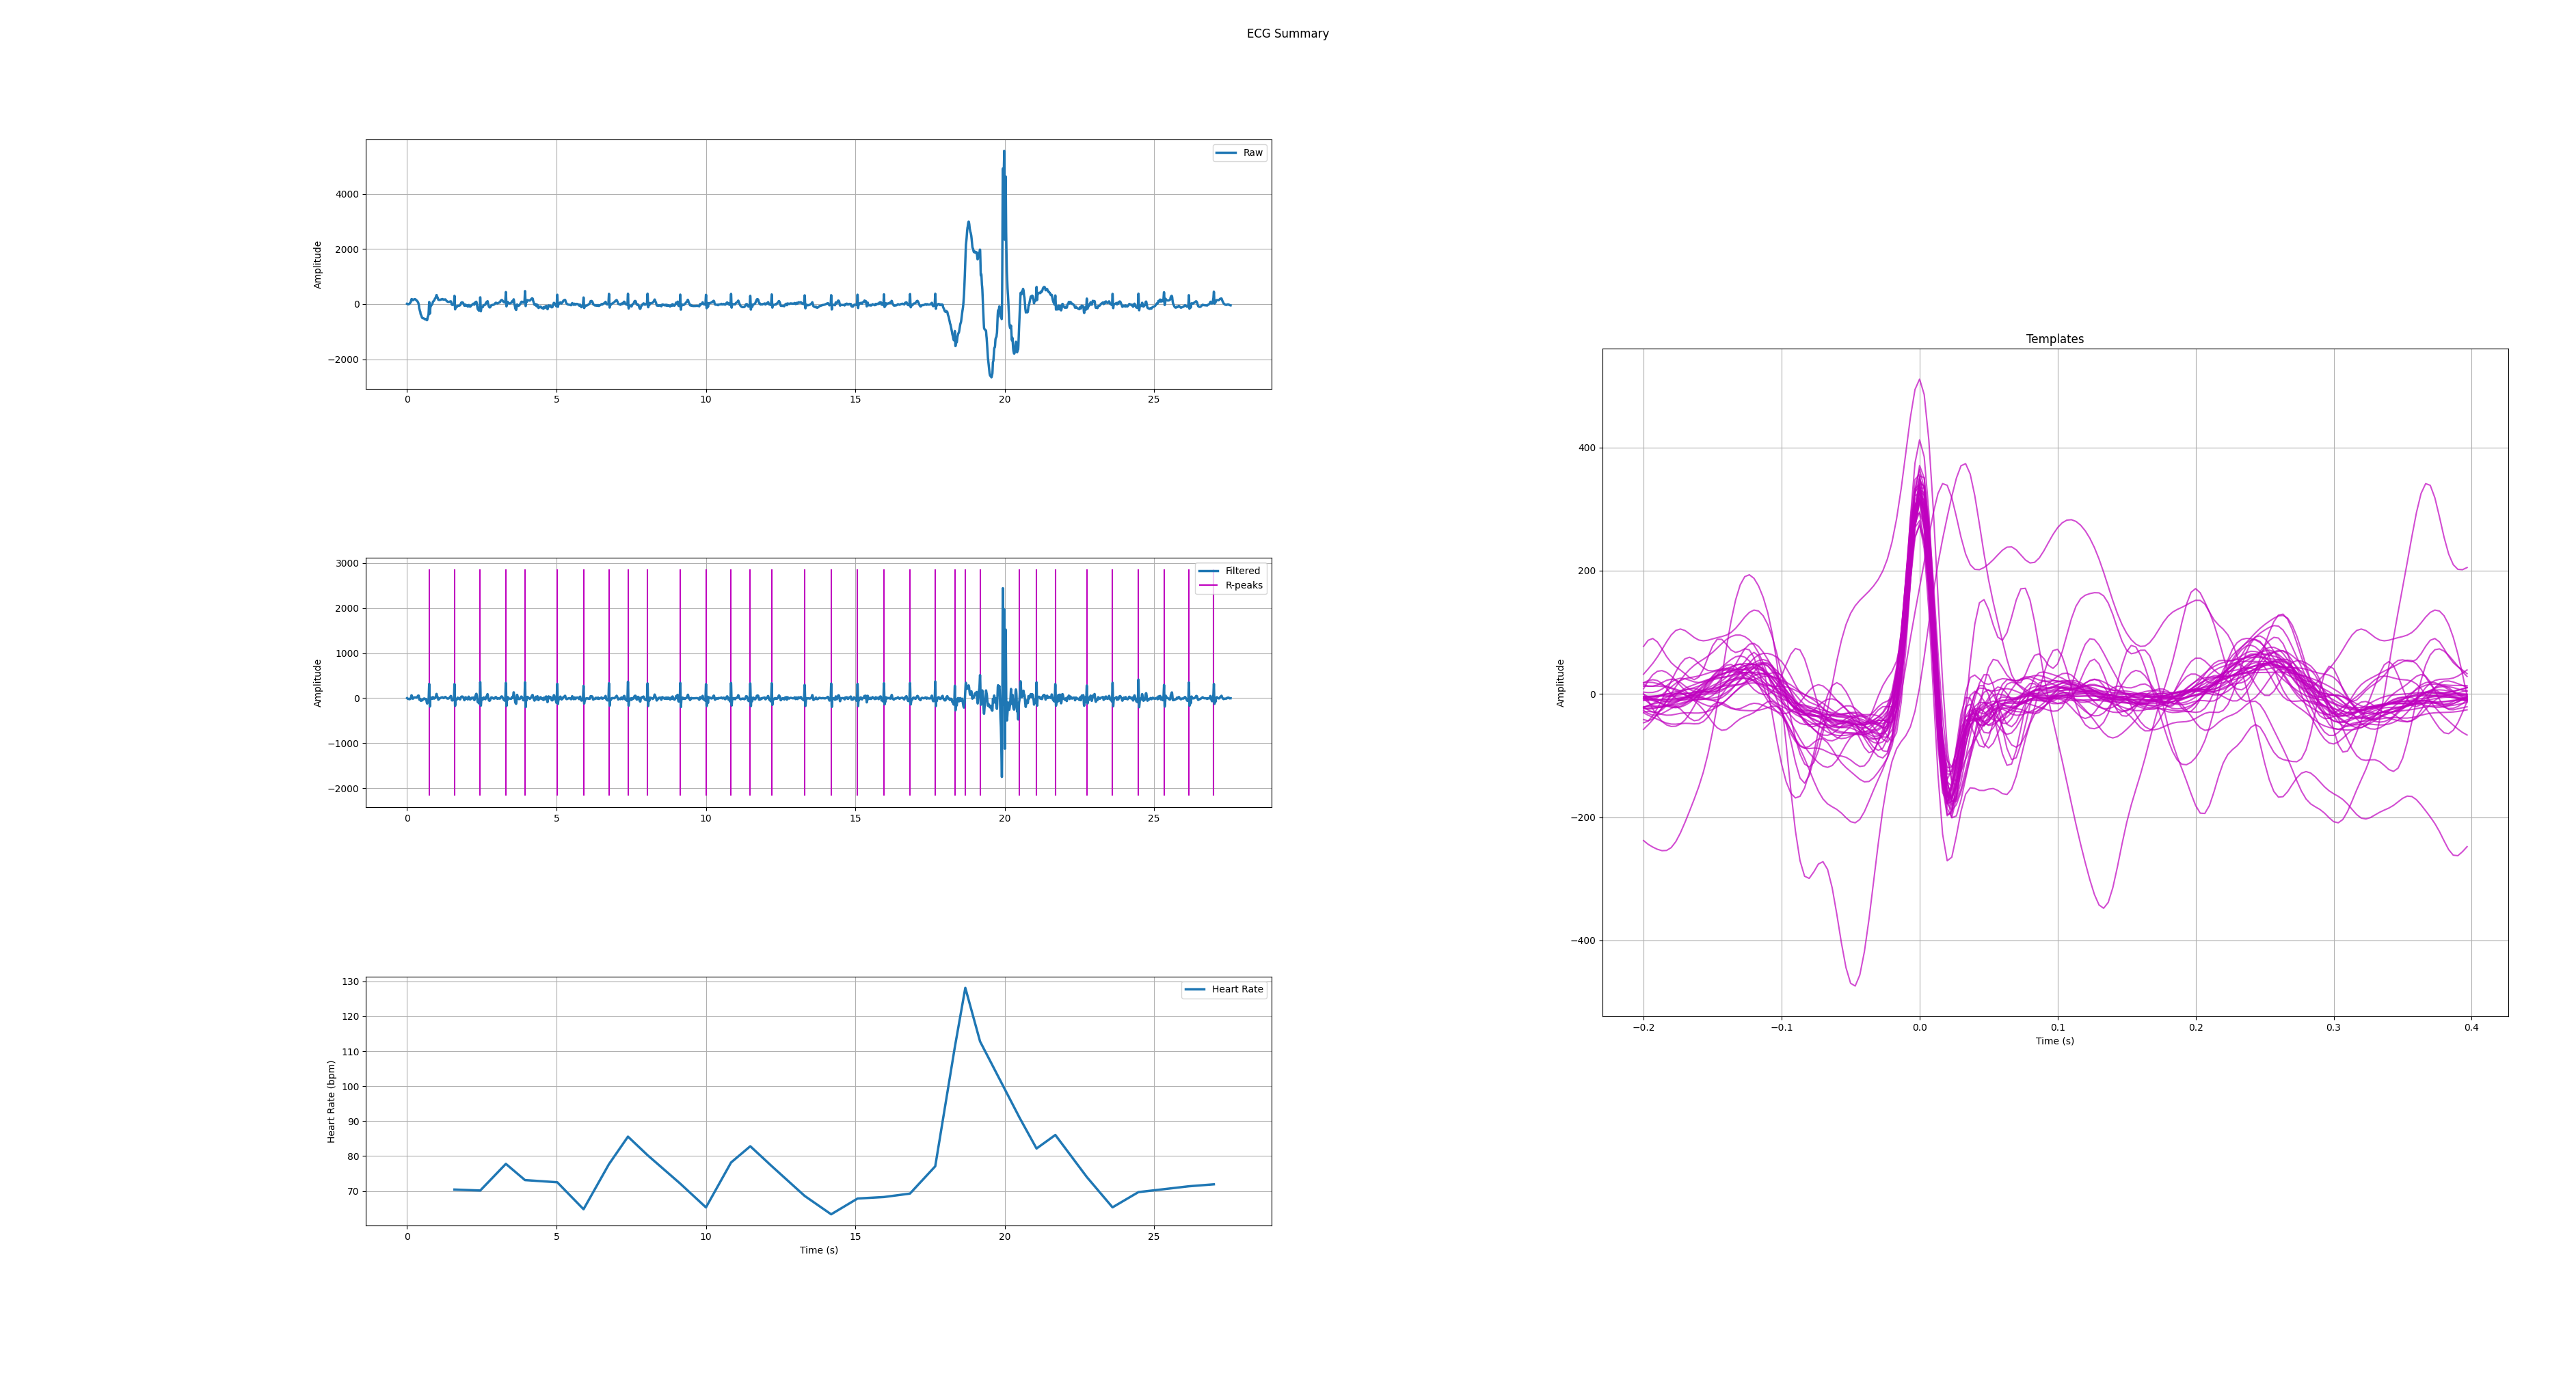 ECG Summary
Raw
4000
2000
0
−2000
Amplitude
0 5 10 15 20 25
Filtered
R-peaks
3000
2000
1000
0
−1000
−2000
Amplitude
0 5 10 15 20 25
Heart Rate
130
120
110
100
90
80
70
Heart Rate (bpm)
0 5 10 15 20 25
Time (s)
Templates
400
200
0
−200
−400
Amplitude
−0.2 −0.1 0.0 0.1 0.2 0.3 0.4
Time (s)